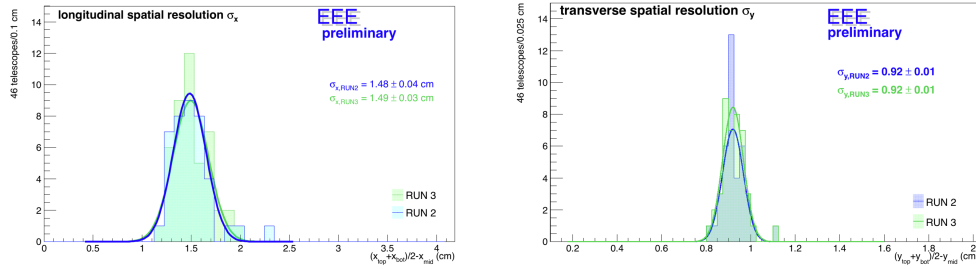 longitudinal spatial resolution σx
EEE
preliminary
46 telescopes/0.1 cm
14
12
10
8
6
4
2
0
σx,RUN2 = 1.48 ± 0.04 cm
σx,RUN3 = 1.49 ± 0.03 cm
RUN 3
RUN 2
0 0.5 1 1.5 2 2.5 3 3.5 4
(xtop+xbot)/2-xmid (cm)
transverse spatial resolution σy
EEE
preliminary
46 telescopes/0.025 cm
14
12
10
8
6
4
2
0
σy,RUN2 = 0.92 ± 0.01
σy,RUN3 = 0.92 ± 0.01
RUN 2
RUN 3
0.2 0.4 0.6 0.8 1 1.2 1.4 1.6 1.8 2
(ytop+ybot)/2-ymid (cm)